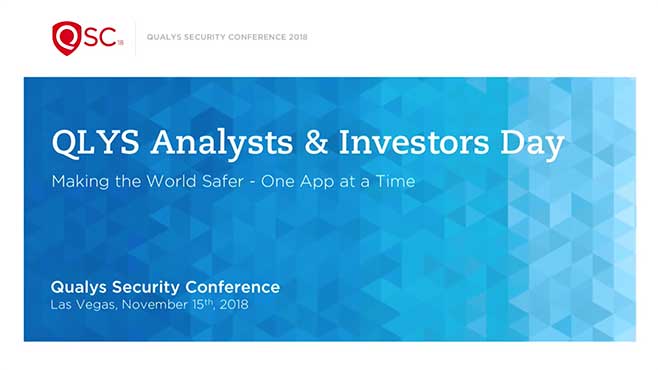 QSC18 QUALYS SECURITY CONFERENCE 2018
QLYS Analysts & Investors Day
Making the World Safer - One App at a Time
Qualys Security Conference
Las Vegas, November 15th, 2018